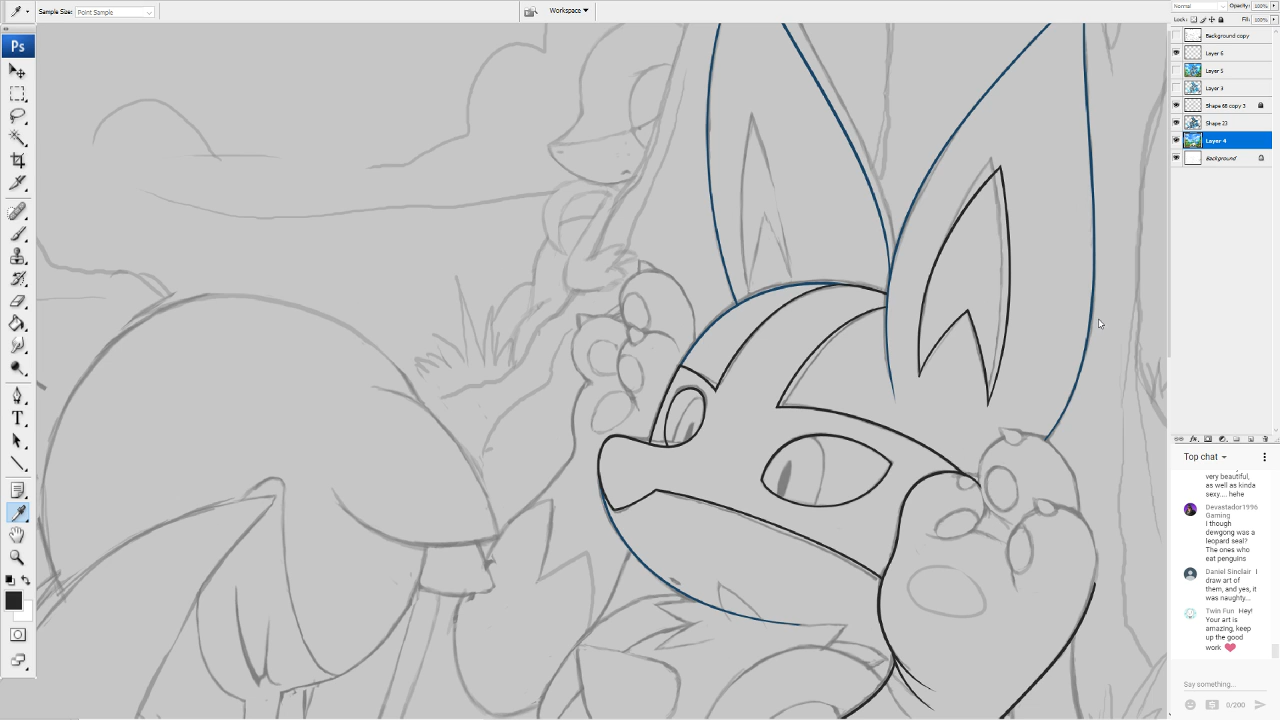 Sample Size: Point Sample
Workspace
Normal
Opacity: 100%
Lock:
Fill: 100%
Ps
Background copy
Layer 6
Layer 5
Layer 3
Shape 68 copy 3
Shape 23
Layer 4
Background
fx
T
Top chat
very beautiful,
as well as kinda
sexy.... hehe
Devastador1996
Gaming
I though
dewgong was a
leopard seal?
The ones who
eat penguins
Daniel Sinclair I
draw art of
them, and yes, it
was naughty...
Twin Fun Hey!
Your art is
amazing, keep
up the good
work
Say something...
0/200